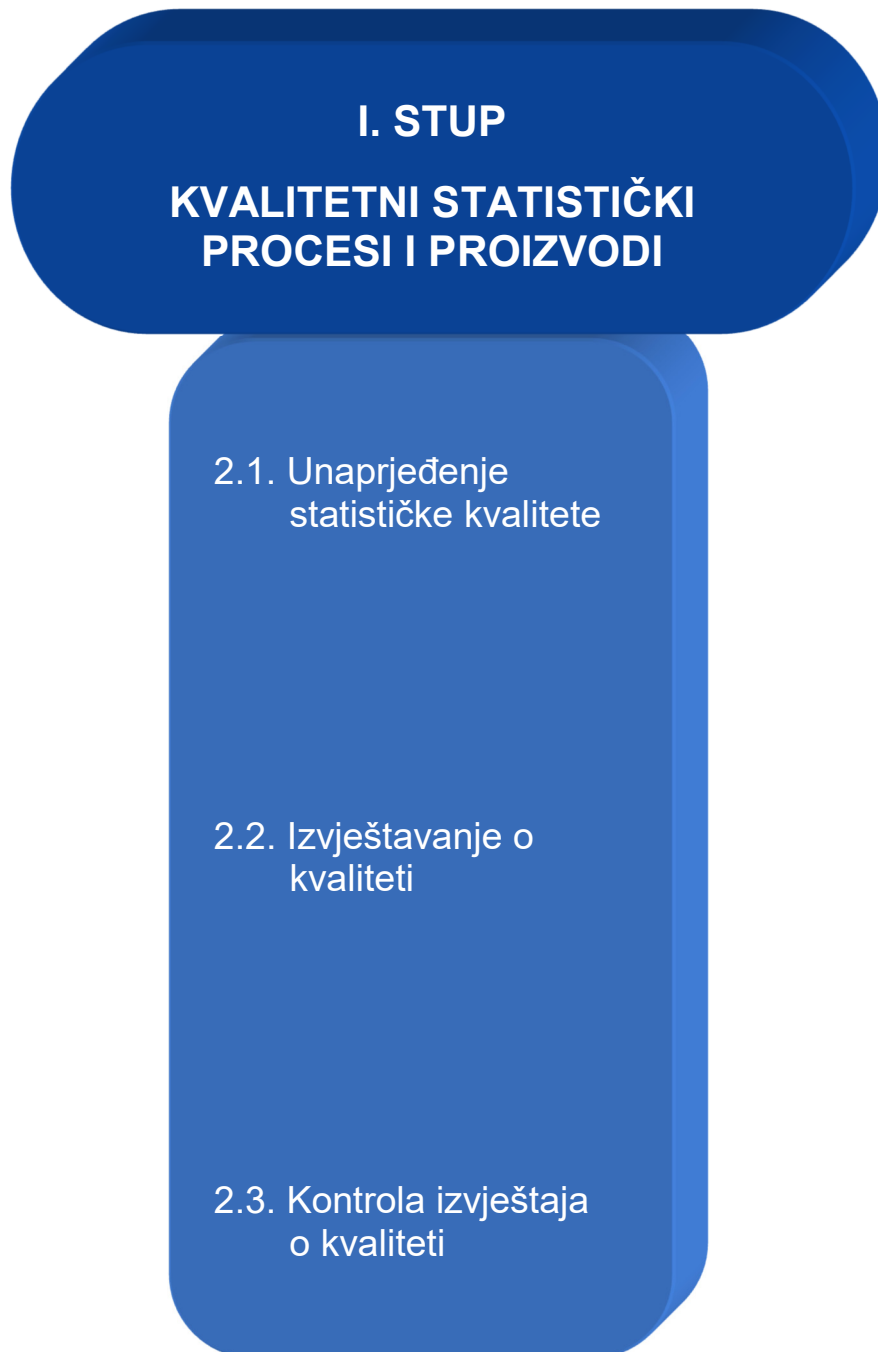 I. STUP
KVALITETNI STATISTIČKI
PROCESI I PROIZVODI
2.1. Unaprjeđenje
statističke kvalitete
2.2. Izvještavanje o
kvaliteti
2.3. Kontrola izvještaja
o kvaliteti